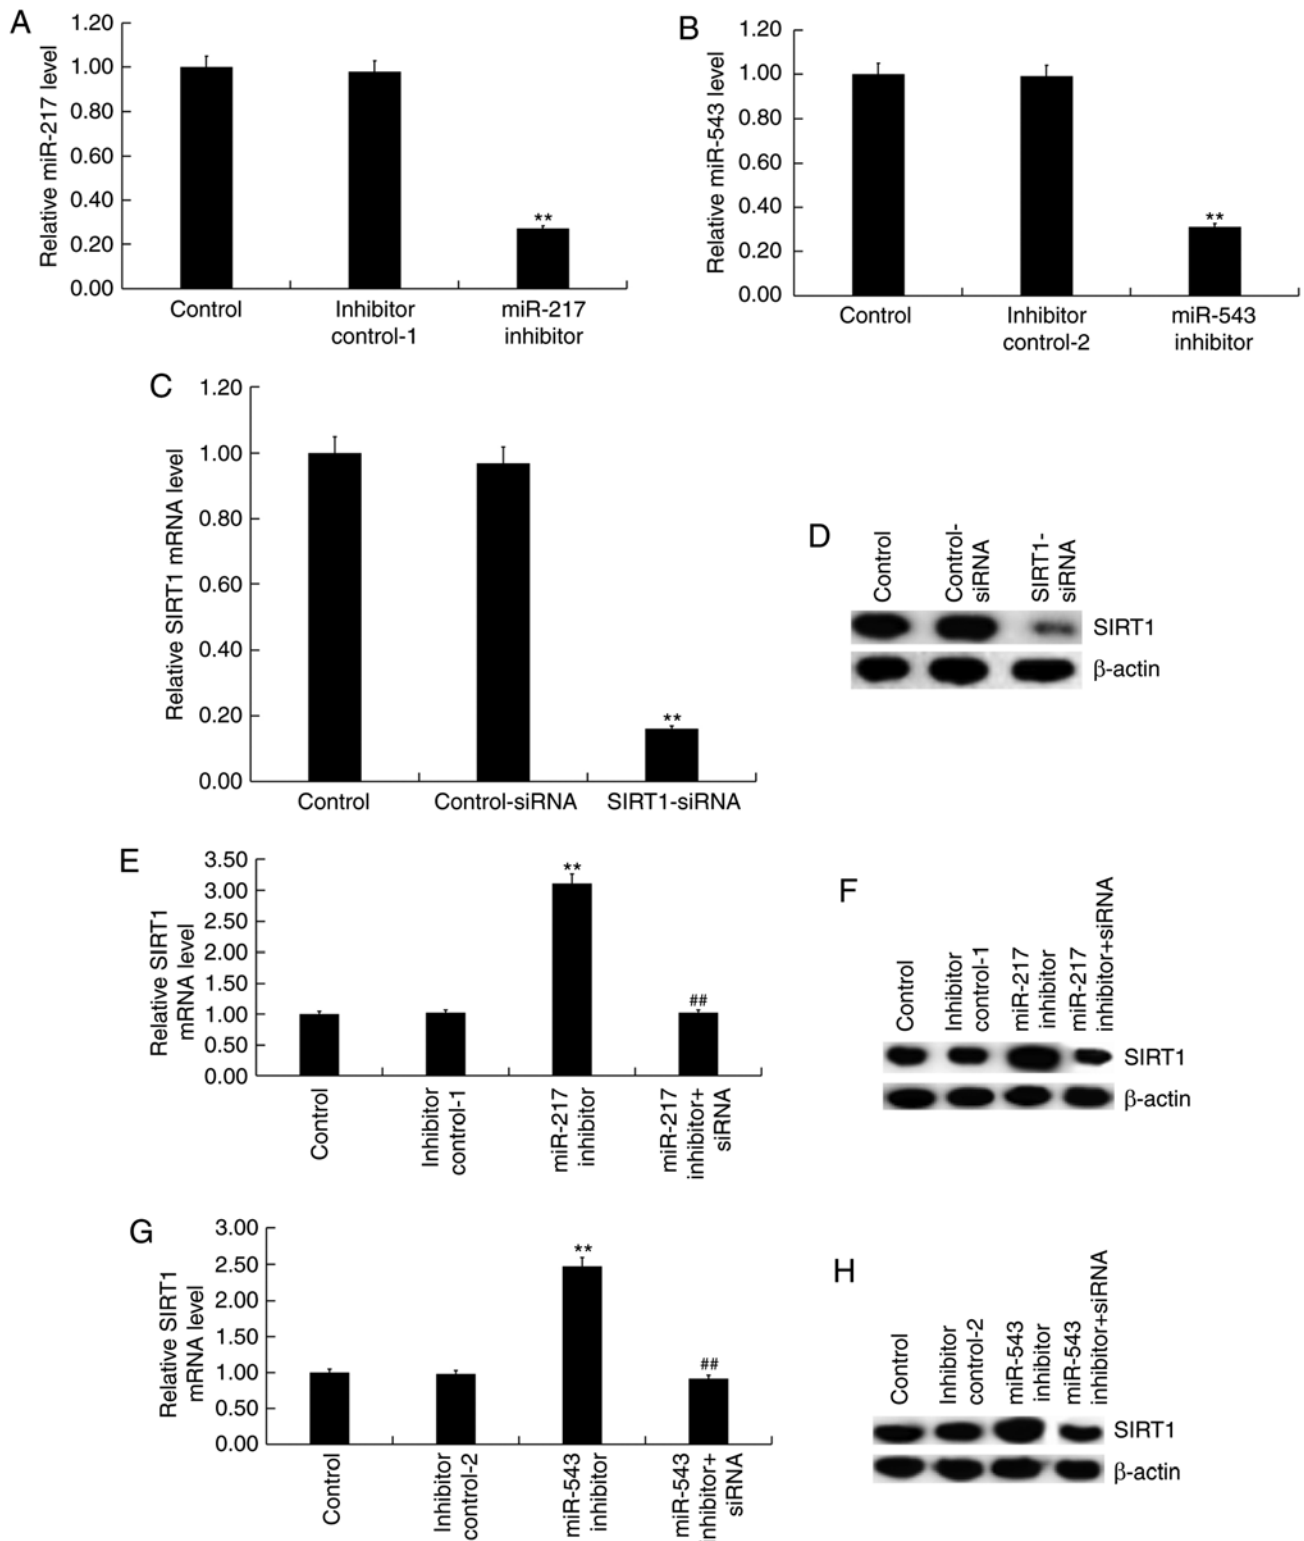 A
Relative miR-217 level
1.20
1.00
0.80
0.60
0.40
0.20
0.00
**
Control
Inhibitor
control-1
miR-217
inhibitor
B
Relative miR-543 level
1.20
1.00
0.80
0.60
0.40
0.20
0.00
**
Control
Inhibitor
control-2
miR-543
inhibitor
C
Relative SIRT1 mRNA level
1.20
1.00
0.80
0.60
0.40
0.20
0.00
**
Control
Control-siRNA
SIRT1-siRNA
D
Control
Control-
siRNA
SIRT1-
siRNA
SIRT1
β-actin
E
Relative SIRT1
mRNA level
3.50
3.00
2.50
2.00
1.50
1.00
0.50
0.00
**
##
Control
Inhibitor
control-1
miR-217
inhibitor
miR-217
inhibitor+
siRNA
F
Control
Inhibitor
control-1
miR-217
inhibitor
miR-217
inhibitor+siRNA
SIRT1
β-actin
G
Relative SIRT1
mRNA level
3.00
2.50
2.00
1.50
1.00
0.50
0.00
**
##
Control
Inhibitor
control-2
miR-543
inhibitor
miR-543
inhibitor+
siRNA
H
Control
Inhibitor
control-2
miR-543
inhibitor
miR-543
inhibitor+siRNA
SIRT1
β-actin